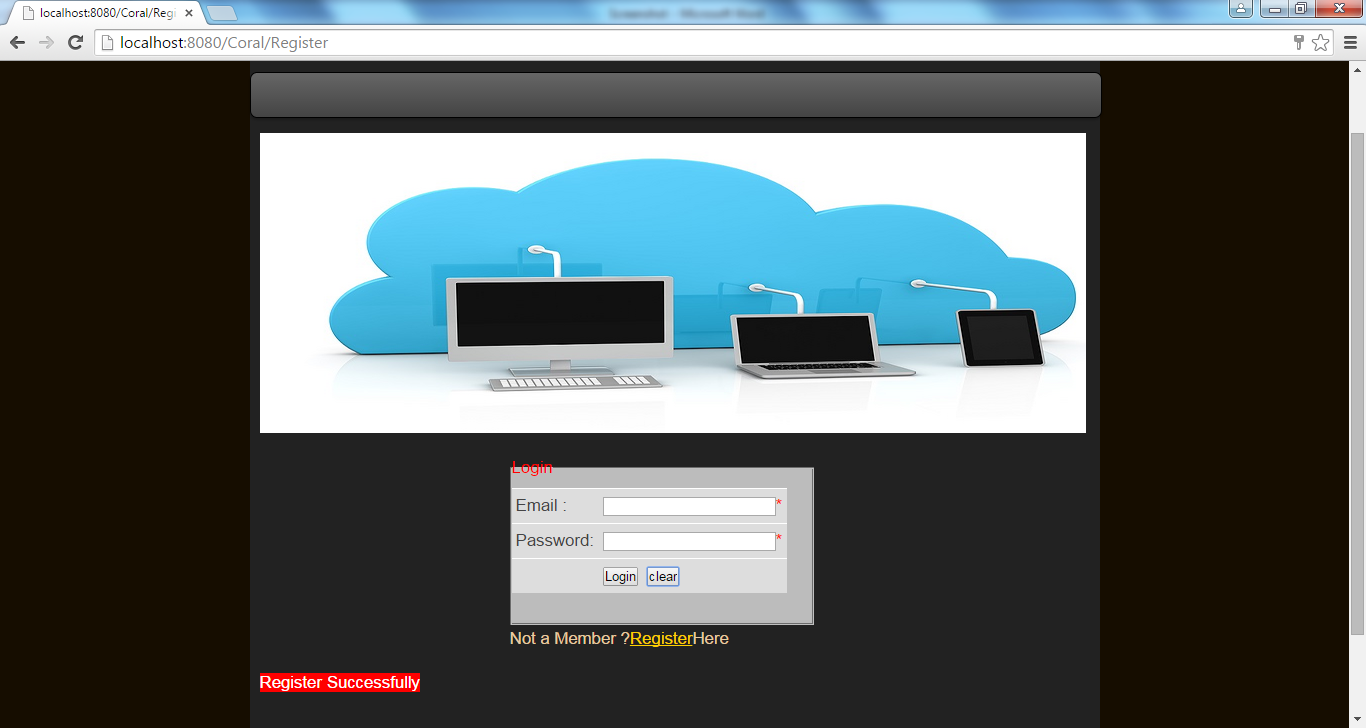 localhost:8080/Coral/Regi
localhost:8080/Coral/Register
Login
Email : *
Password: *
Login clear
Not a Member ?RegisterHere
Register Successfully